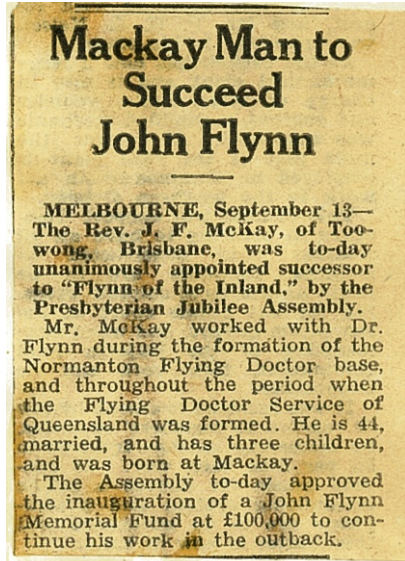 Mackay Man to
Succeed
John Flynn
MELBOURNE, September 13—
The Rev. J. F. McKay, of Too-
wong, Brisbane, was to-day
unanimously appointed successor
to "Flynn of the Inland," by the
Presbyterian Jubilee Assembly.
Mr. McKay worked with Dr.
Flynn during the formation of the
Normanton Flying Doctor base,
and throughout the period when
the Flying Doctor Service of
Queensland was formed. He is 44,
married, and has three children,
and was born at Mackay.
The Assembly to-day approved
the inauguration of a John Flynn
Memorial Fund at £100,000 to con-
tinue his work in the outback.